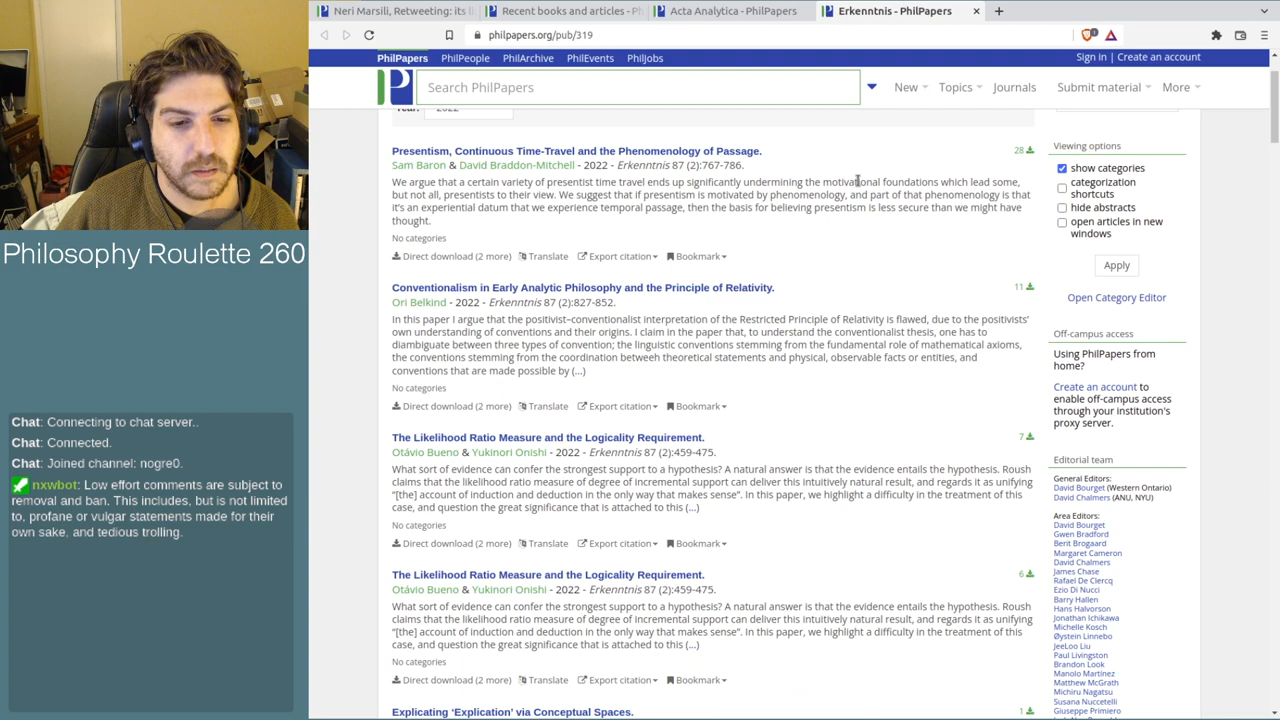 Neri Marsili, Retweeting: its l
Recent books and articles - Ph
Acta Analytica - PhilPapers
Erkenntnis - PhilPapers
philpapers.org/pub/319
PhilPapers PhilPeople PhilArchive PhilEvents PhilJobs
Sign in | Create an account
Search PhilPapers
New Topics Journals Submit material More
Year: 2022
Presentism, Continuous Time-Travel and the Phenomenology of Passage.
28
Sam Baron & David Braddon-Mitchell - 2022 - Erkenntnis 87 (2):767-786.
We argue that a certain variety of presentist time travel ends up significantly undermining the motivational foundations which lead some,
but not all, presentists to their view. We suggest that if presentism is motivated by phenomenology, and part of that phenomenology is that
it's an experiential datum that we experience temporal passage, then the basis for believing presentism is less secure than we might have
thought.
No categories
Direct download (2 more) Translate Export citation Bookmark
Conventionalism in Early Analytic Philosophy and the Principle of Relativity.
11
Ori Belkind - 2022 - Erkenntnis 87 (2):827-852.
In this paper I argue that the positivist–conventionalist interpretation of the Restricted Principle of Relativity is flawed, due to the positivists'
own understanding of conventions and their origins. I claim in the paper that, to understand the conventionalist thesis, one has to
diambiguate between three types of convention; the linguistic conventions stemming from the fundamental role of mathematical axioms,
the conventions stemming from the coordination between theoretical statements and physical, observable facts or entities, and
conventions that are made possible by (...)
No categories
Direct download (2 more) Translate Export citation Bookmark
The Likelihood Ratio Measure and the Logicality Requirement.
7
Otávio Bueno & Yukinori Onishi - 2022 - Erkenntnis 87 (2):459-475.
What sort of evidence can confer the strongest support to a hypothesis? A natural answer is that the evidence entails the hypothesis. Roush
claims that the likelihood ratio measure of degree of incremental support can deliver this intuitively natural result, and regards it as unifying
“[the] account of induction and deduction in the only way that makes sense”. In this paper, we highlight a difficulty in the treatment of this
case, and question the great significance that is attached to this (...)
No categories
Direct download (2 more) Translate Export citation Bookmark
The Likelihood Ratio Measure and the Logicality Requirement.
6
Otávio Bueno & Yukinori Onishi - 2022 - Erkenntnis 87 (2):459-475.
What sort of evidence can confer the strongest support to a hypothesis? A natural answer is that the evidence entails the hypothesis. Roush
claims that the likelihood ratio measure of degree of incremental support can deliver this intuitively natural result, and regards it as unifying
“[the] account of induction and deduction in the only way that makes sense”. In this paper, we highlight a difficulty in the treatment of this
case, and question the great significance that is attached to this (...)
No categories
Direct download (2 more) Translate Export citation Bookmark
Explicating ‘Explication’ via Conceptual Spaces.
1
Viewing options
show categories
categorization
shortcuts
hide abstracts
open articles in new
windows
Apply
Open Category Editor
Off-campus access
Using PhilPapers from
home?
Create an account to
enable off-campus access
through your institution's
proxy server.
Editorial team
General Editors:
David Bourget (Western Ontario)
David Chalmers (ANU, NYU)
Area Editors:
David Bourget
Gwen Bradford
Berit Brogaard
Margaret Cameron
David Chalmers
James Chase
Rafael De Clercq
Ezio Di Nucci
Barry Hallen
Hans Halvorson
Jonathan Ichikawa
Michelle Kosch
Øystein Linnebo
JeeLoo Liu
Paul Livingston
Brandon Look
Manolo Martínez
Matthew McGrath
Michiru Nagatsu
Susana Nuccetelli
Giuseppe Primiero
Philosophy Roulette 260
Chat: Connecting to chat server..
Chat: Connected.
Chat: Joined channel: nogre0.
nxwbot: Low effort comments are subject to
removal and ban. This includes, but is not limited
to, profane or vulgar statements made for their
own sake, and tedious trolling.